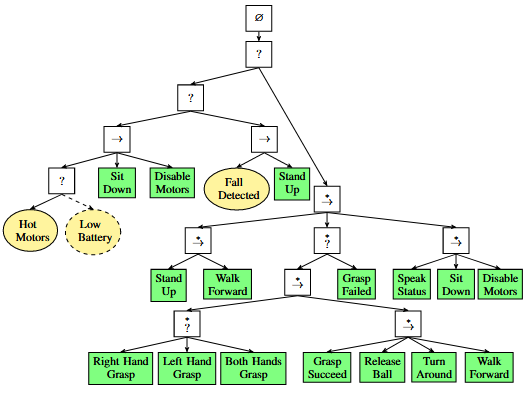 ∅
?
?
→
→
?
Sit
Down
Disable
Motors
Fall
Detected
Stand
Up
Hot
Motors
Low
Battery
*
→
*
→
*
?
*
→
Stand
Up
Walk
Forward
*
→
Grasp
Failed
Speak
Status
Sit
Down
Disable
Motors
*
?
*
→
Right Hand
Grasp
Left Hand
Grasp
Both Hands
Grasp
Grasp
Succeed
Release
Ball
Turn
Around
Walk
Forward